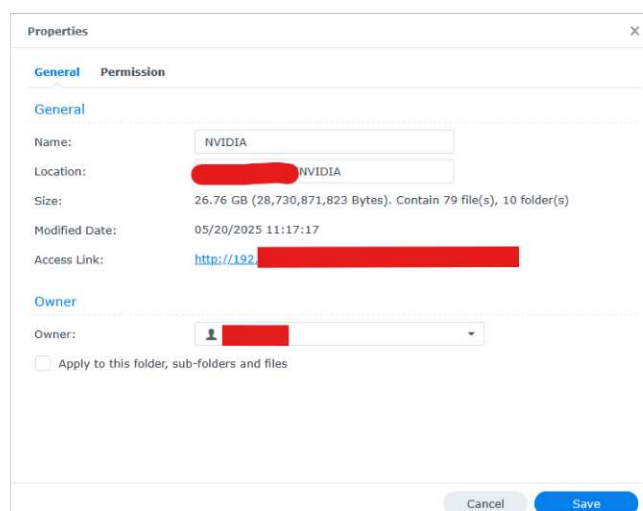 Properties
General Permission
General
Name: NVIDIA
Location: NVIDIA
Size: 26.76 GB (28,730,871,823 Bytes). Contain 79 file(s), 10 folder(s)
Modified Date: 05/20/2025 11:17:17
Access Link: http://192.
Owner
Owner:
Apply to this folder, sub-folders and files
Cancel Save